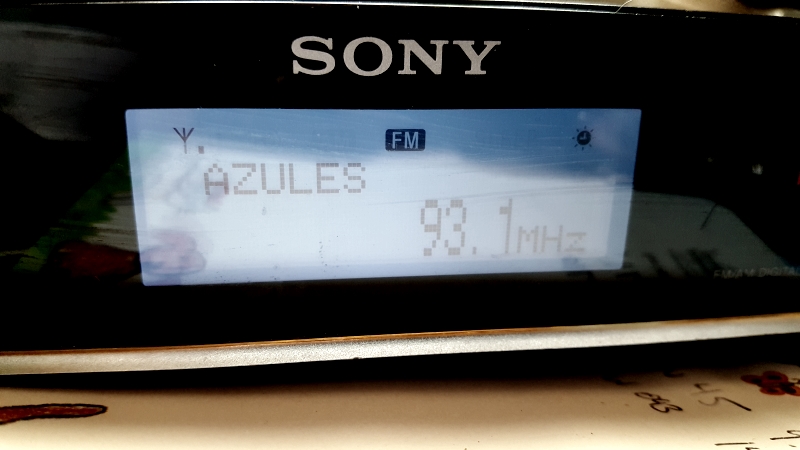 SONY
FM
AZULES
93.1MHz